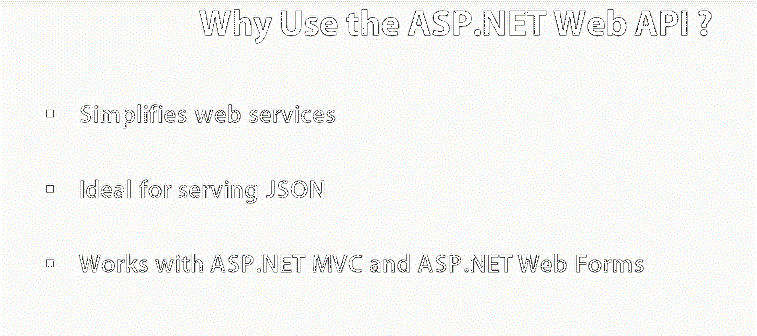 Why Use the ASP.NET Web API ?
▫ Simplifies web services
▫ Ideal for serving JSON
▫ Works with ASP.NET MVC and ASP.NET Web Forms